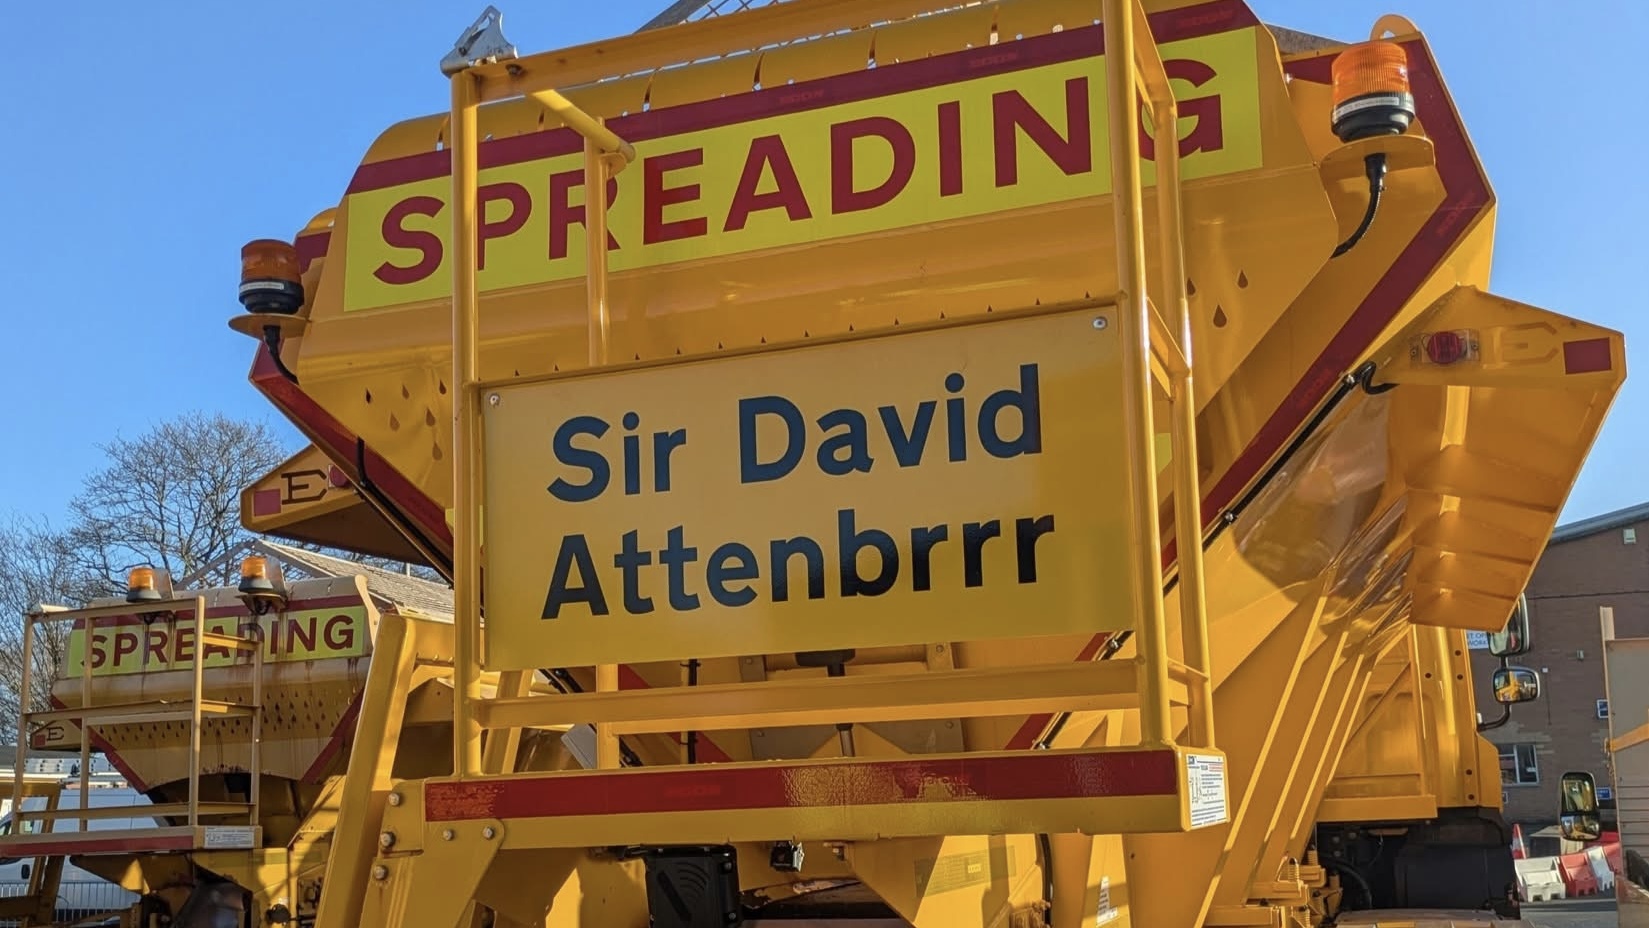 SPREADING
Sir David
Attenbrrr
E
E
SPREADING
E